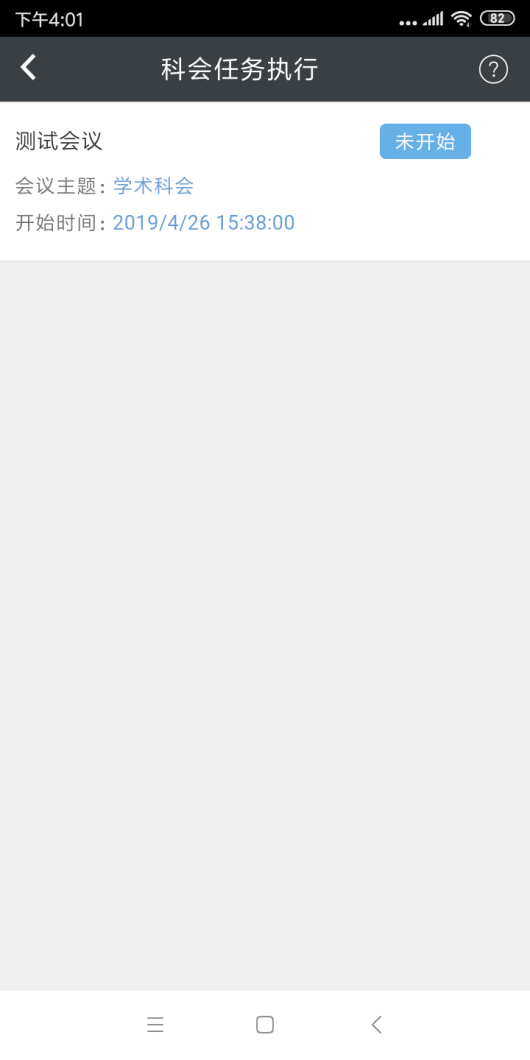 下午4:01
82
科会任务执行
?
测试会议
未开始
会议主题：学术科会
开始时间：2019/4/26 15:38:00